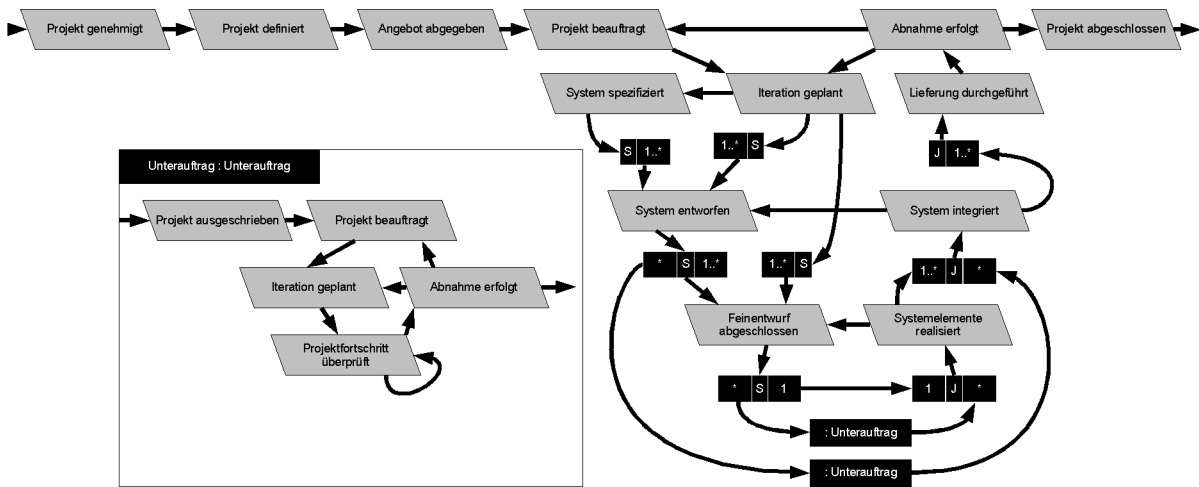 Projekt genehmigt
Projekt definiert
Angebot abgegeben
Projekt beauftragt
Abnahme erfolgt
Projekt abgeschlossen
System spezifiziert
Iteration geplant
Lieferung durchgeführt
S 1..*
1..* S
J 1..*
Unterauftrag : Unterauftrag
Projekt ausgeschrieben
Projekt beauftragt
Iteration geplant
Abnahme erfolgt
Projektfortschritt
überprüft
System entworfen
System integriert
* S 1..*
1..* S
1..* J *
Feinentwurf
abgeschlossen
Systemelemente
realisiert
* S 1
1 J *
: Unterauftrag
: Unterauftrag